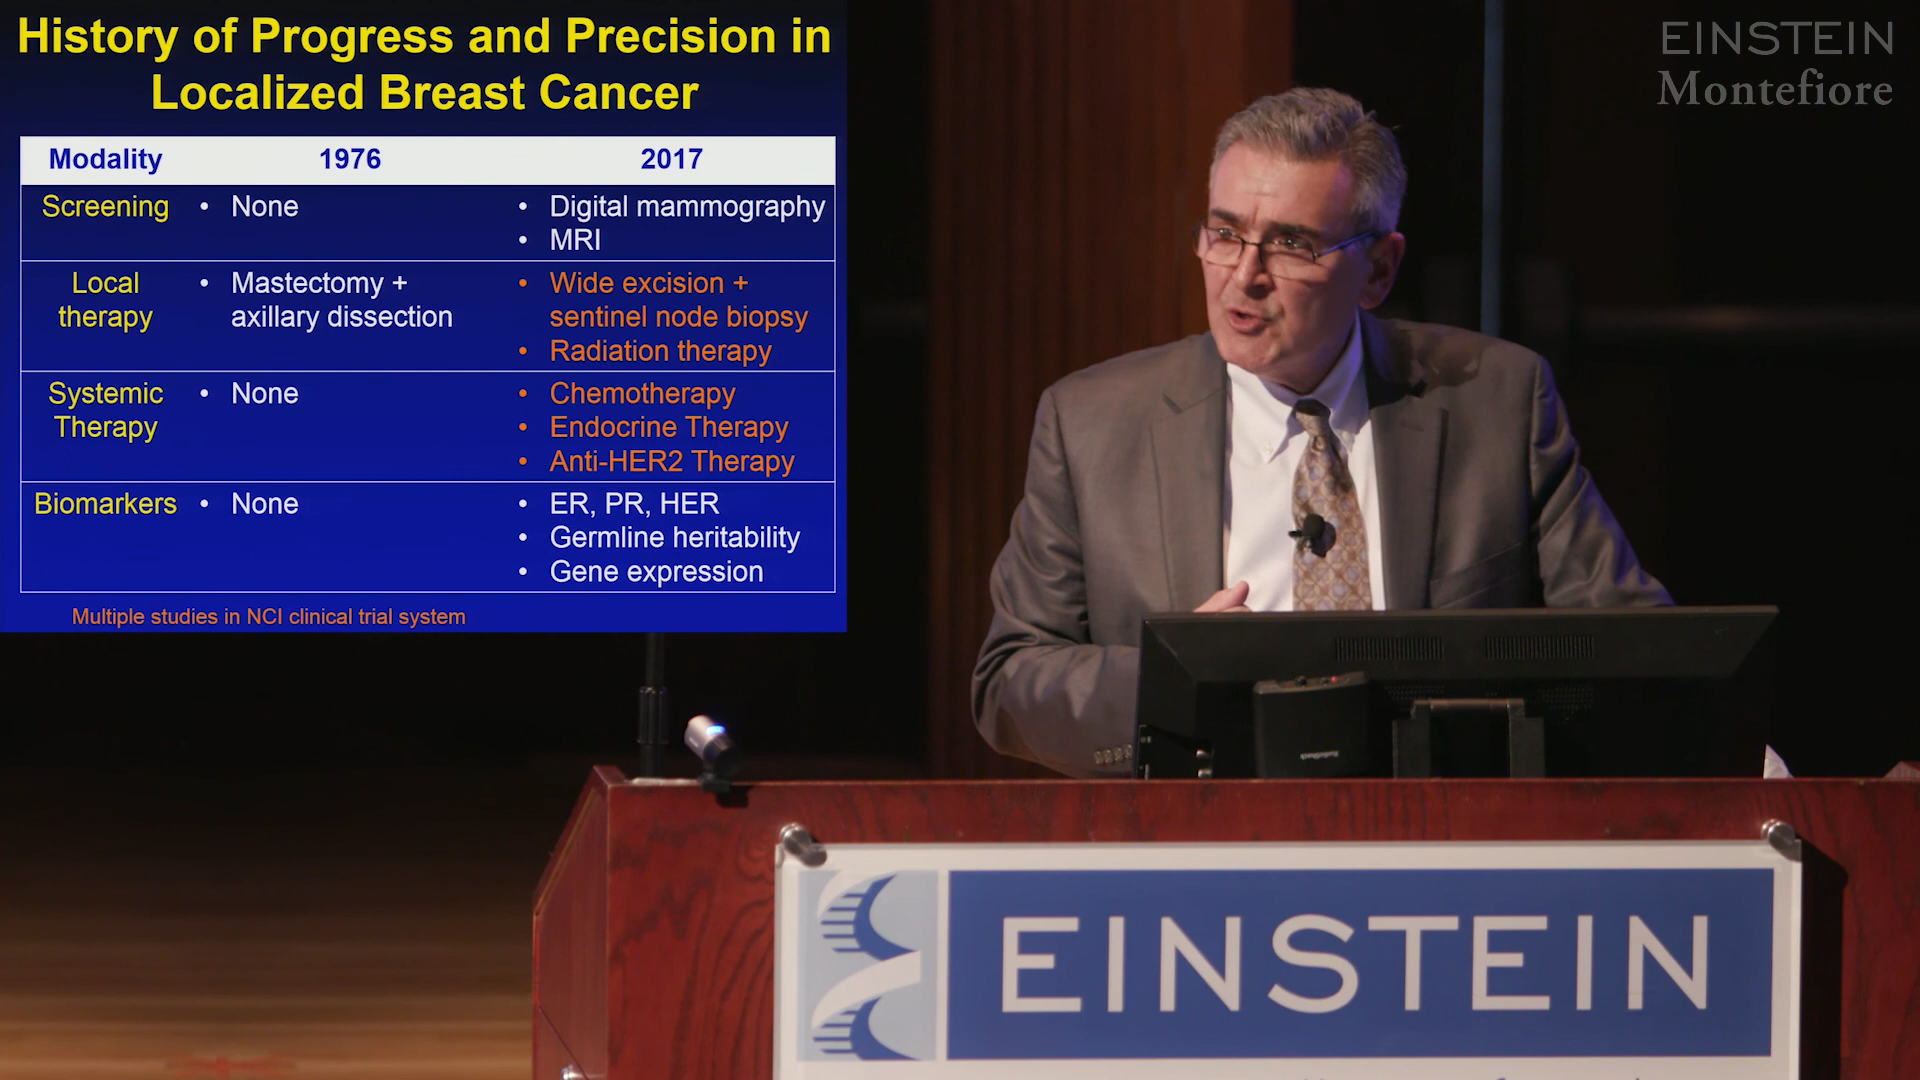 History of Progress and Precision in
Localized Breast Cancer
Modality 1976 2017
Screening • None • Digital mammography
• MRI
Local therapy • Mastectomy + axillary dissection • Wide excision + sentinel node biopsy
• Radiation therapy
Systemic Therapy • None • Chemotherapy
• Endocrine Therapy
• Anti-HER2 Therapy
Biomarkers • None • ER, PR, HER
• Germline heritability
• Gene expression
Multiple studies in NCI clinical trial system
EINSTEIN
Montefiore
EINSTEIN